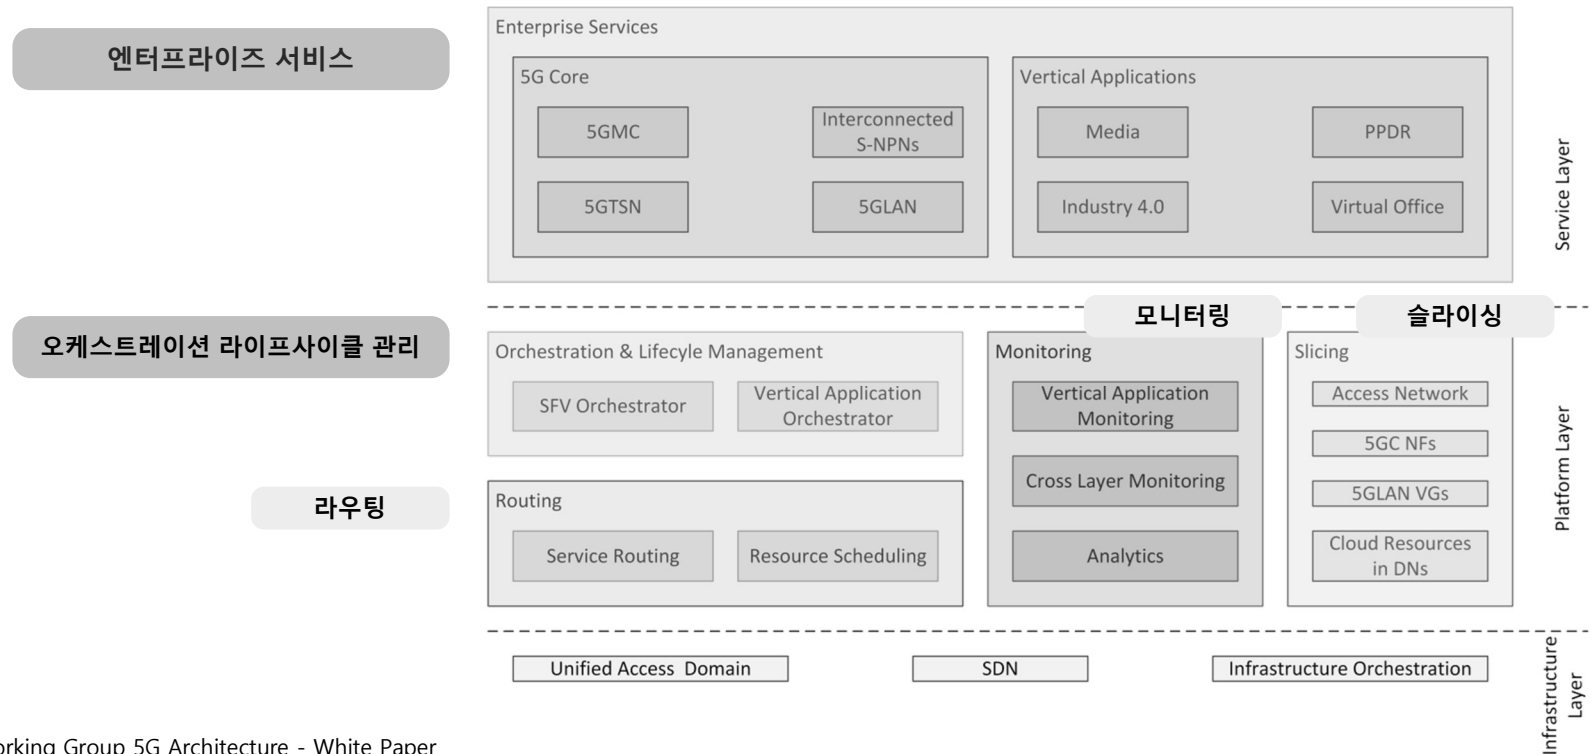 엔터프라이즈 서비스
Enterprise Services
5G Core
5GMC
Interconnected
S-NPNs
5GTSN
5GLAN
Vertical Applications
Media
PPDR
Industry 4.0
Virtual Office
Service Layer
모니터링
슬라이싱
오케스트레이션 라이프사이클 관리
Orchestration & Lifecyle Management
SFV Orchestrator
Vertical Application
Orchestrator
라우팅
Routing
Service Routing
Resource Scheduling
Monitoring
Vertical Application
Monitoring
Cross Layer Monitoring
Analytics
Slicing
Access Network
5GC NFs
5GLAN VGs
Cloud Resources
in DNs
Platform Layer
Unified Access Domain
SDN
Infrastructure Orchestration
Infrastructure
Layer
orking Group 5G Architecture - White Paper